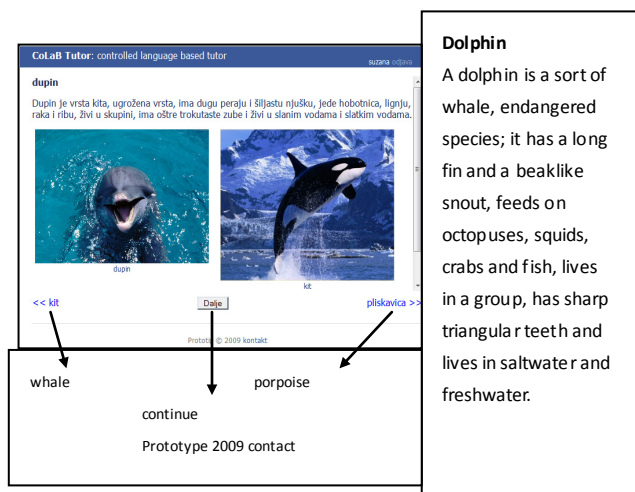 CoLaB Tutor: controlled language based tutor
suzana odjava
dupin
Dupin je vrsta kita, ugrožena vrsta, ima dugu peraju i šiljastu njušku, jede hobotnica, lignju,
raka i ribu, živi u skupini, ima oštre trokutaste zube i živi u slanim vodama i slatkim vodama.
dupin
kit
<< kit
Dalje
pliskavica >>
© 2009 kontakt
whale
porpoise
continue
Prototype 2009 contact
Dolphin
A dolphin is a sort of
whale, endangered
species; it has a long
fin and a beaklike
snout, feeds on
octopuses, squids,
crabs and fish, lives
in a group, has sharp
triangular teeth and
lives in saltwater and
freshwater.